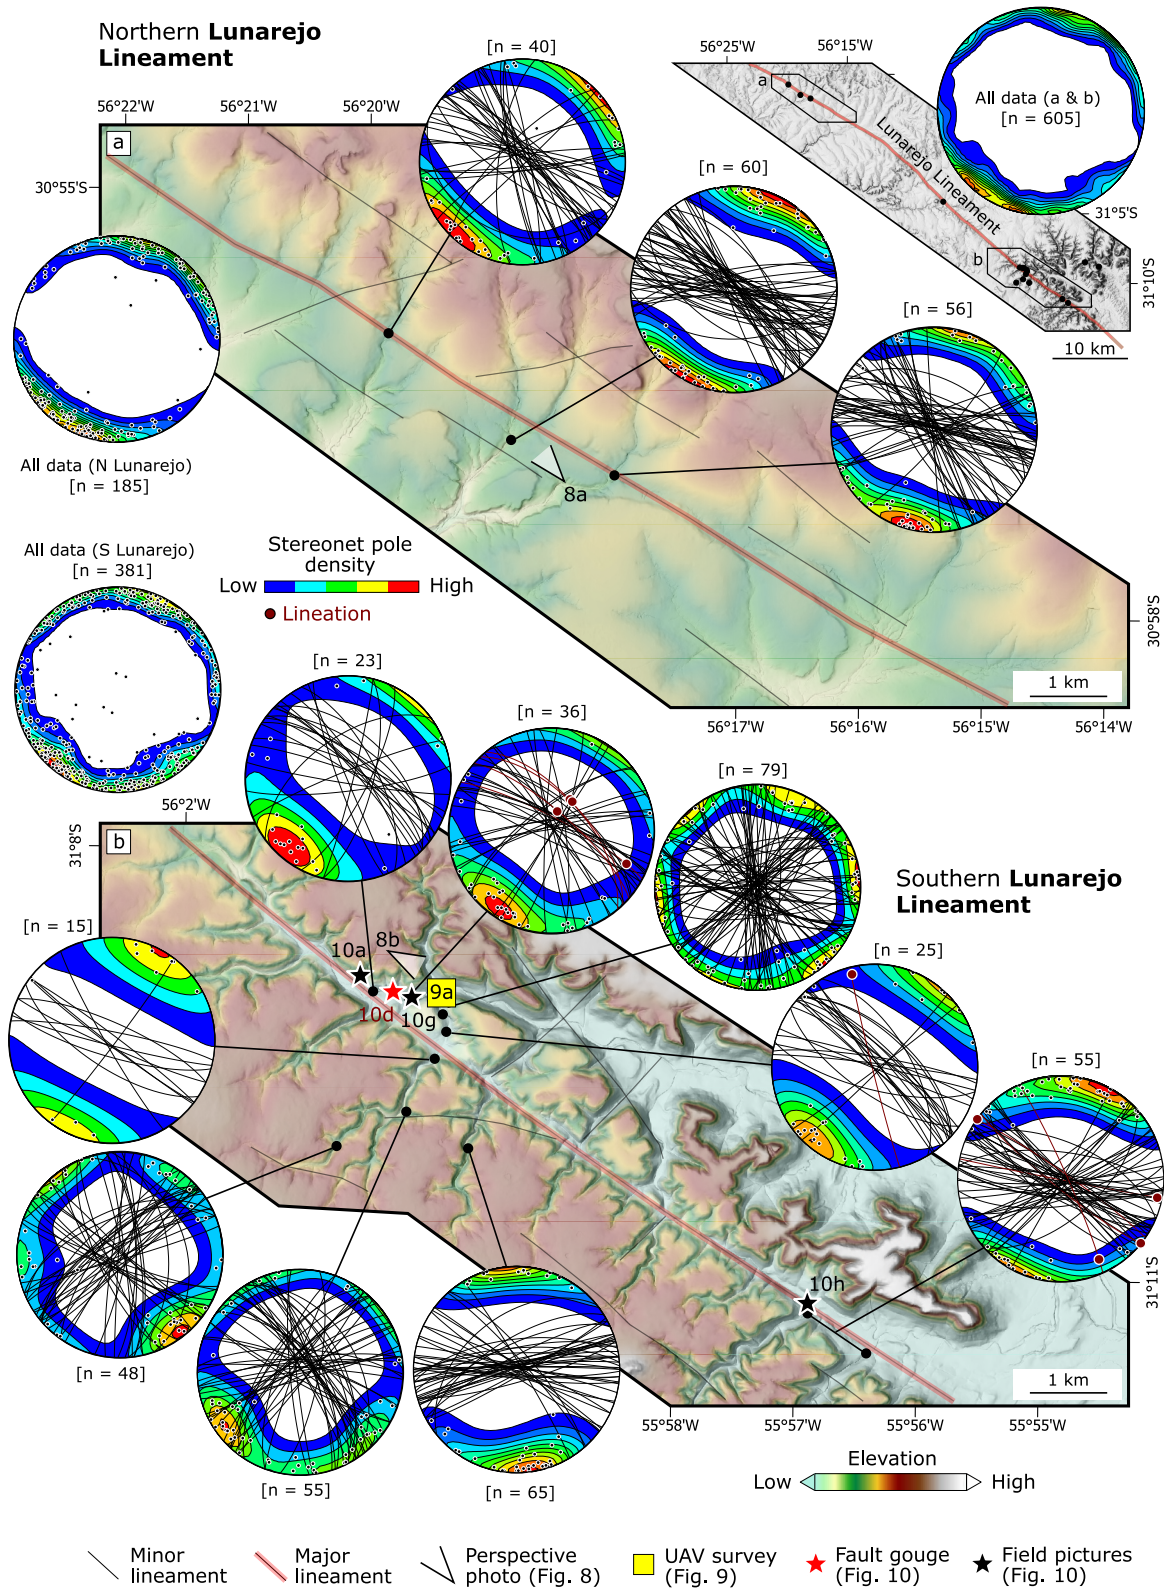 Northern Lunarejo
Lineament
[n = 40]
56°25'W
56°15'W
a
All data (a & b)
[n = 605]
Lunarejo Lineament
31°5'S
b
31°10'S
10 km
56°22'W
56°21'W
56°20'W
a
30°55'S
[n = 60]
[n = 56]
8a
All data (N Lunarejo)
[n = 185]
All data (S Lunarejo)
[n = 381]
Stereonet pole
density
Low
High
Lineation
30°58'S
1 km
56°17'W
56°16'W
56°15'W
56°14'W
[n = 23]
[n = 36]
[n = 79]
56°2'W
31°8'S
b
Southern Lunarejo
Lineament
[n = 15]
[n = 25]
8b
10a
9a
10d
10g
[n = 55]
10h
31°11'S
[n = 48]
[n = 55]
[n = 65]
1 km
55°58'W
55°57'W
55°56'W
55°55'W
Elevation
Low
High
Minor
lineament
Major
lineament
Perspective
photo (Fig. 8)
UAV survey
(Fig. 9)
Fault gouge
(Fig. 10)
Field pictures
(Fig. 10)